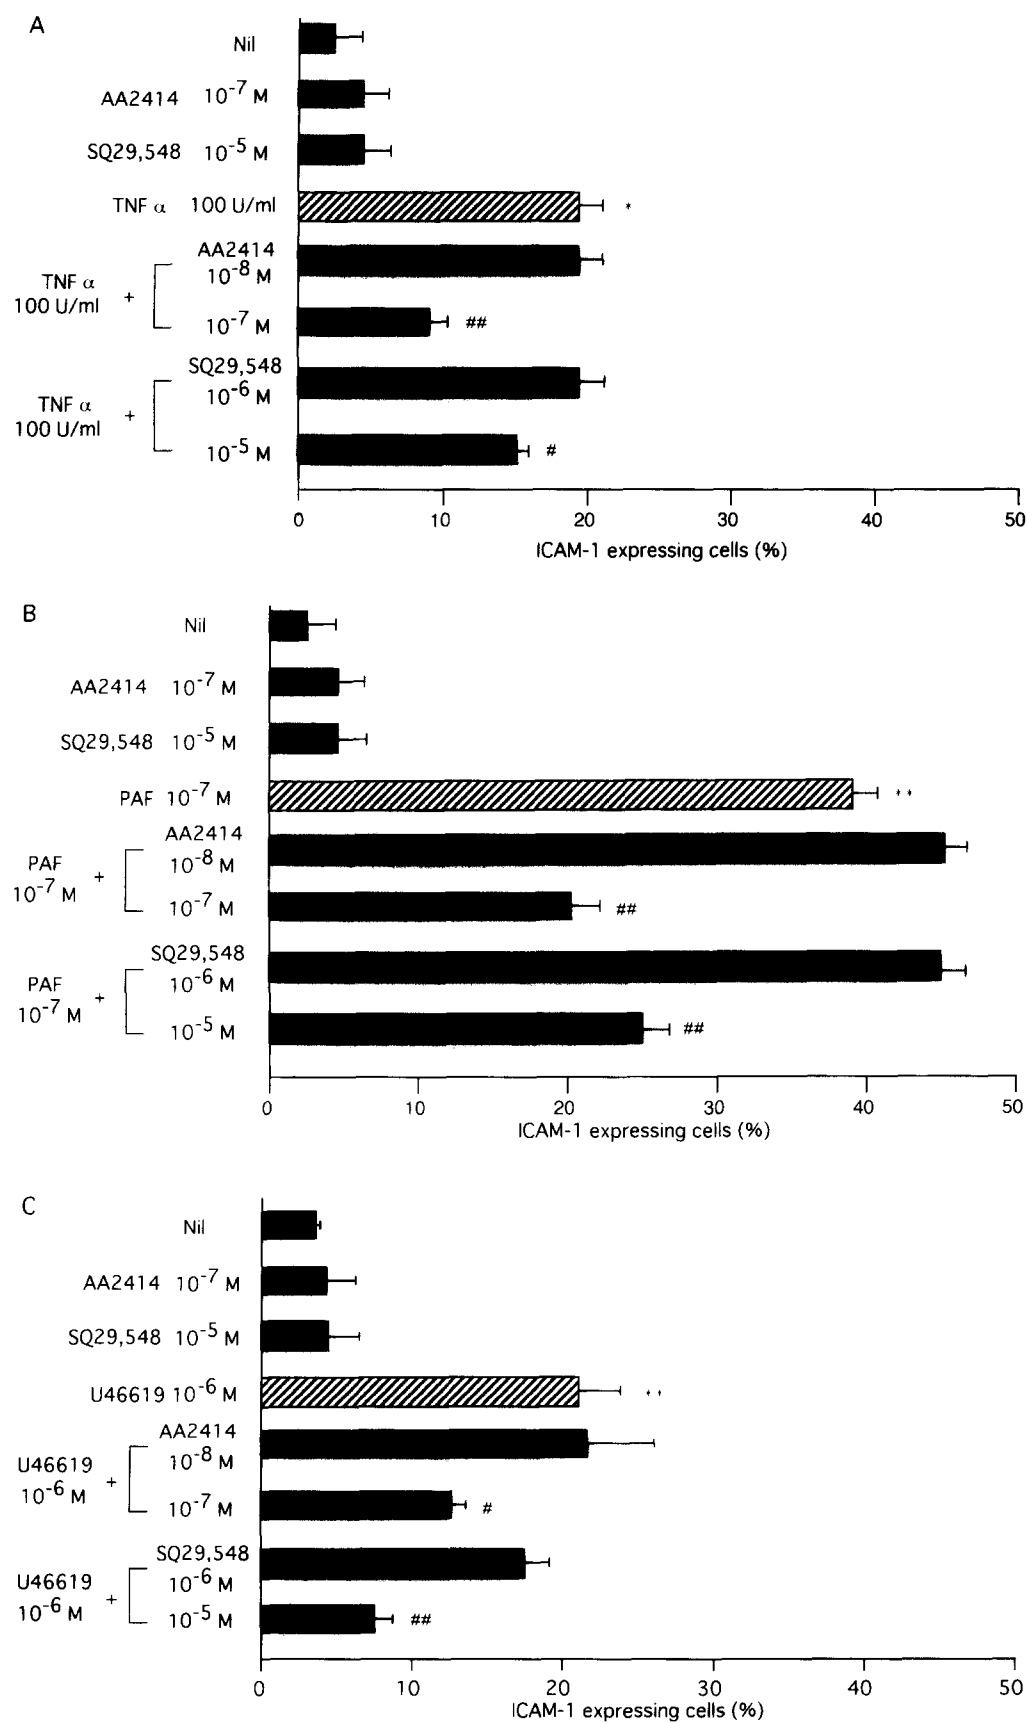 A
Nil
AA2414 10⁻⁷ M
SQ29,548 10⁻⁵ M
TNF α 100 U/ml *
AA2414
TNF α
100 U/ml + 10⁻⁸ M
10⁻⁷ M ##
SQ29,548
TNF α
100 U/ml + 10⁻⁶ M
10⁻⁵ M #
0 10 20 30 40 50
ICAM-1 expressing cells (%)
B
Nil
AA2414 10⁻⁷ M
SQ29,548 10⁻⁵ M
PAF 10⁻⁷ M **
AA2414
PAF
10⁻⁷ M + 10⁻⁸ M
10⁻⁷ M ##
SQ29,548
PAF
10⁻⁷ M + 10⁻⁶ M
10⁻⁵ M ##
0 10 20 30 40 50
ICAM-1 expressing cells (%)
C
Nil
AA2414 10⁻⁷ M
SQ29,548 10⁻⁵ M
U46619 10⁻⁶ M **
AA2414
U46619
10⁻⁶ M + 10⁻⁸ M
10⁻⁷ M #
SQ29,548
U46619
10⁻⁶ M + 10⁻⁶ M
10⁻⁵ M ##
0 10 20 30 40 50
ICAM-1 expressing cells (%)